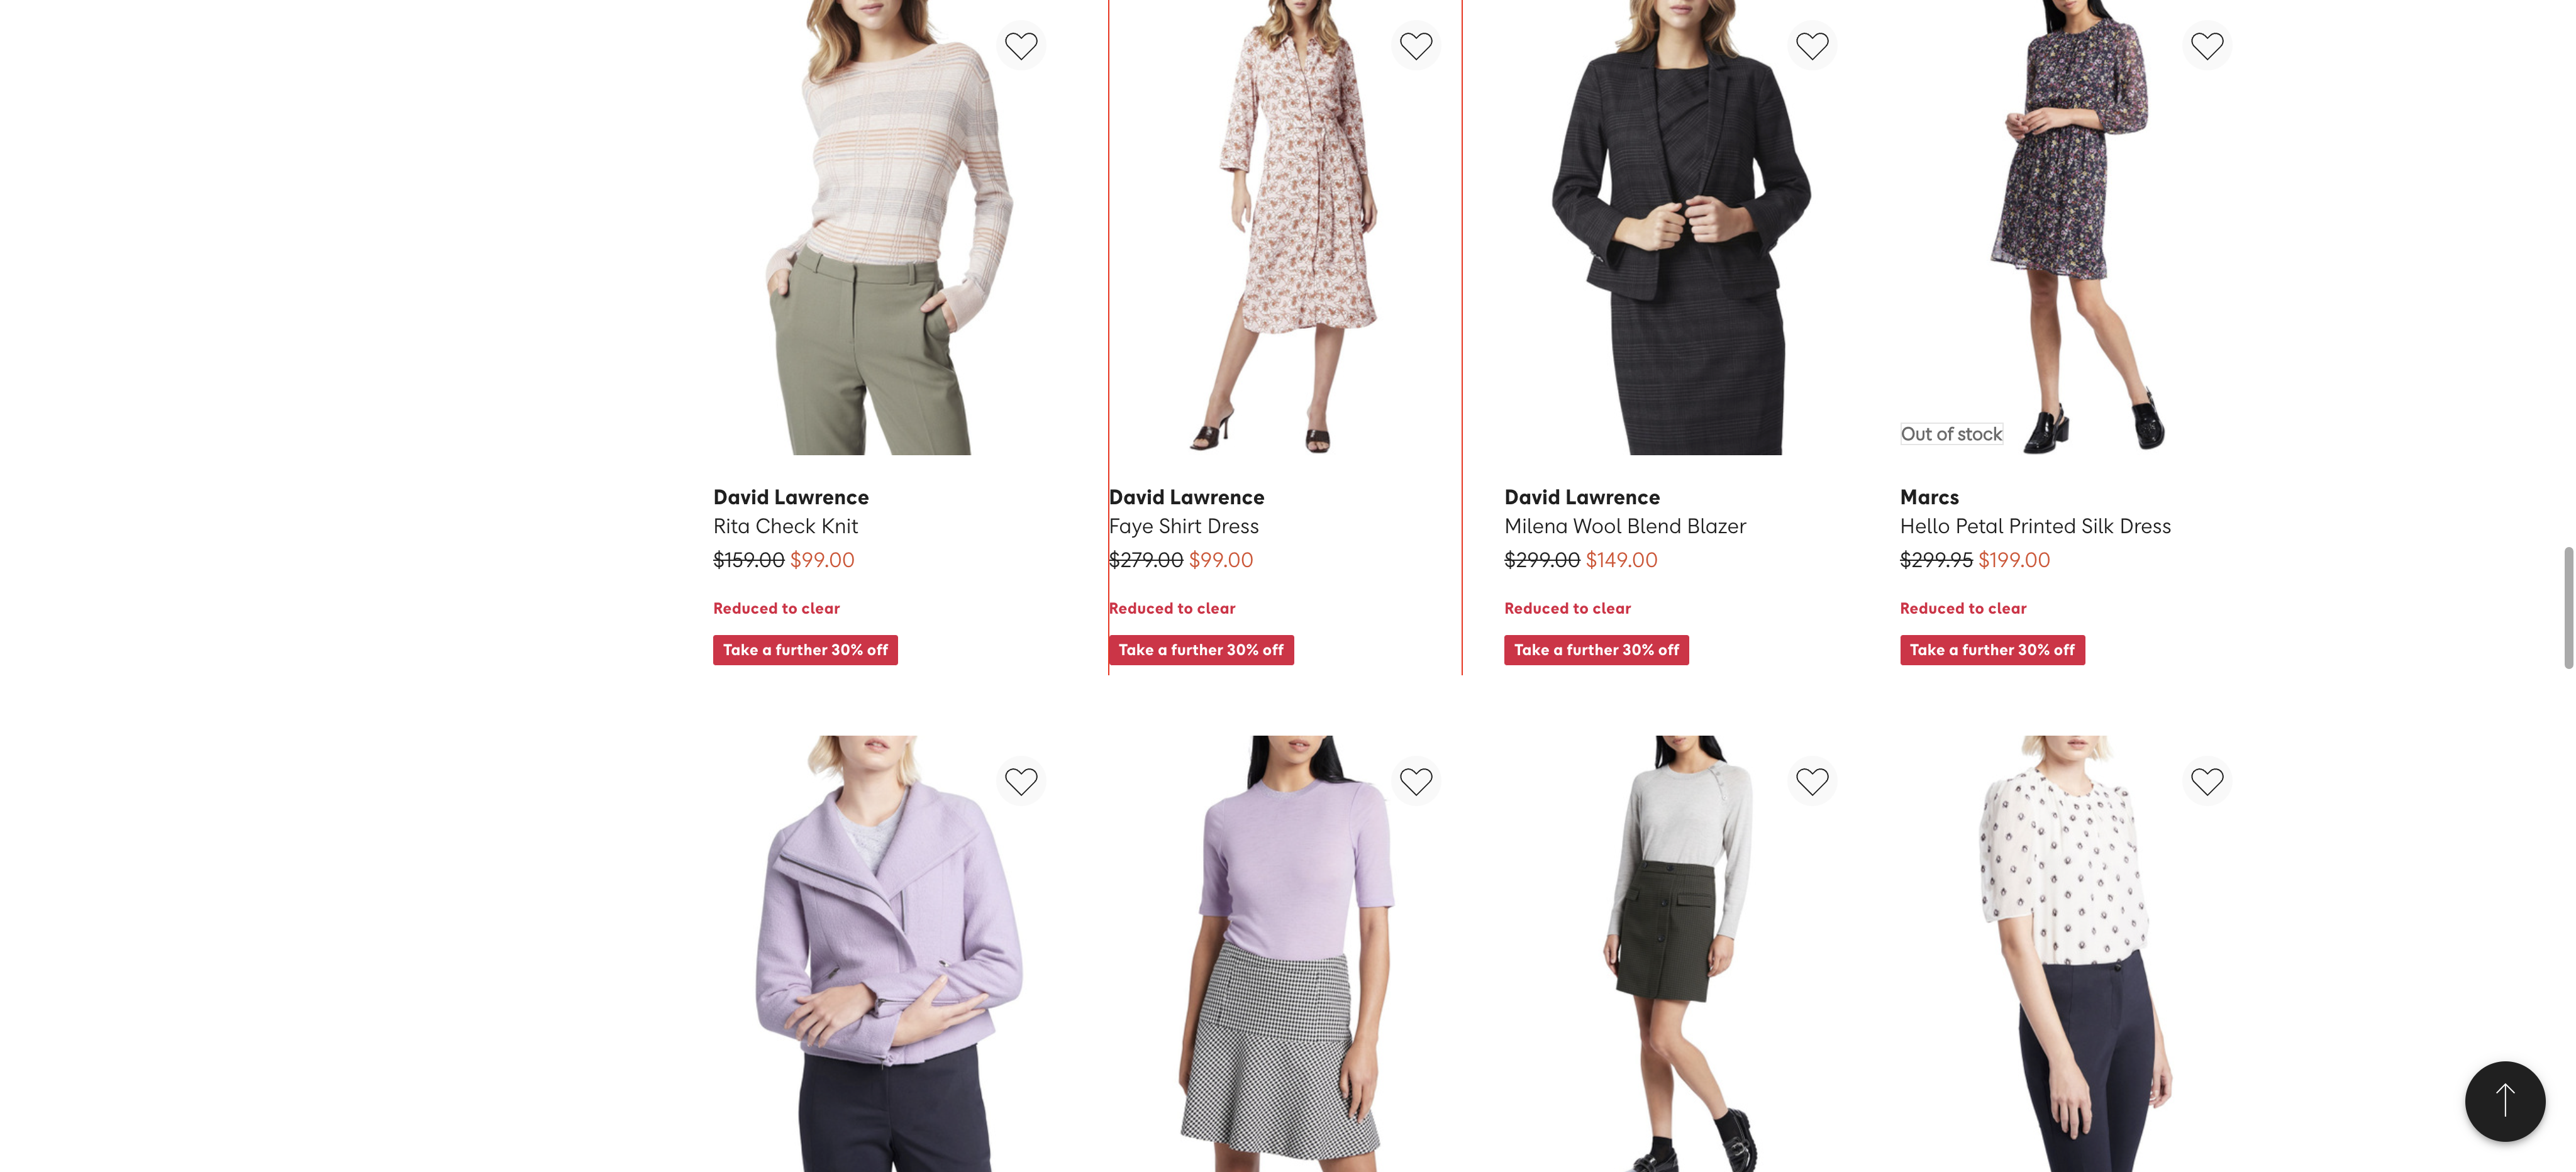 Out of stock
David Lawrence
Rita Check Knit
$159.00 $99.00
Reduced to clear
Take a further 30% off
David Lawrence
Faye Shirt Dress
$279.00 $99.00
Reduced to clear
Take a further 30% off
David Lawrence
Milena Wool Blend Blazer
$299.00 $149.00
Reduced to clear
Take a further 30% off
Marcs
Hello Petal Printed Silk Dress
$299.95 $199.00
Reduced to clear
Take a further 30% off